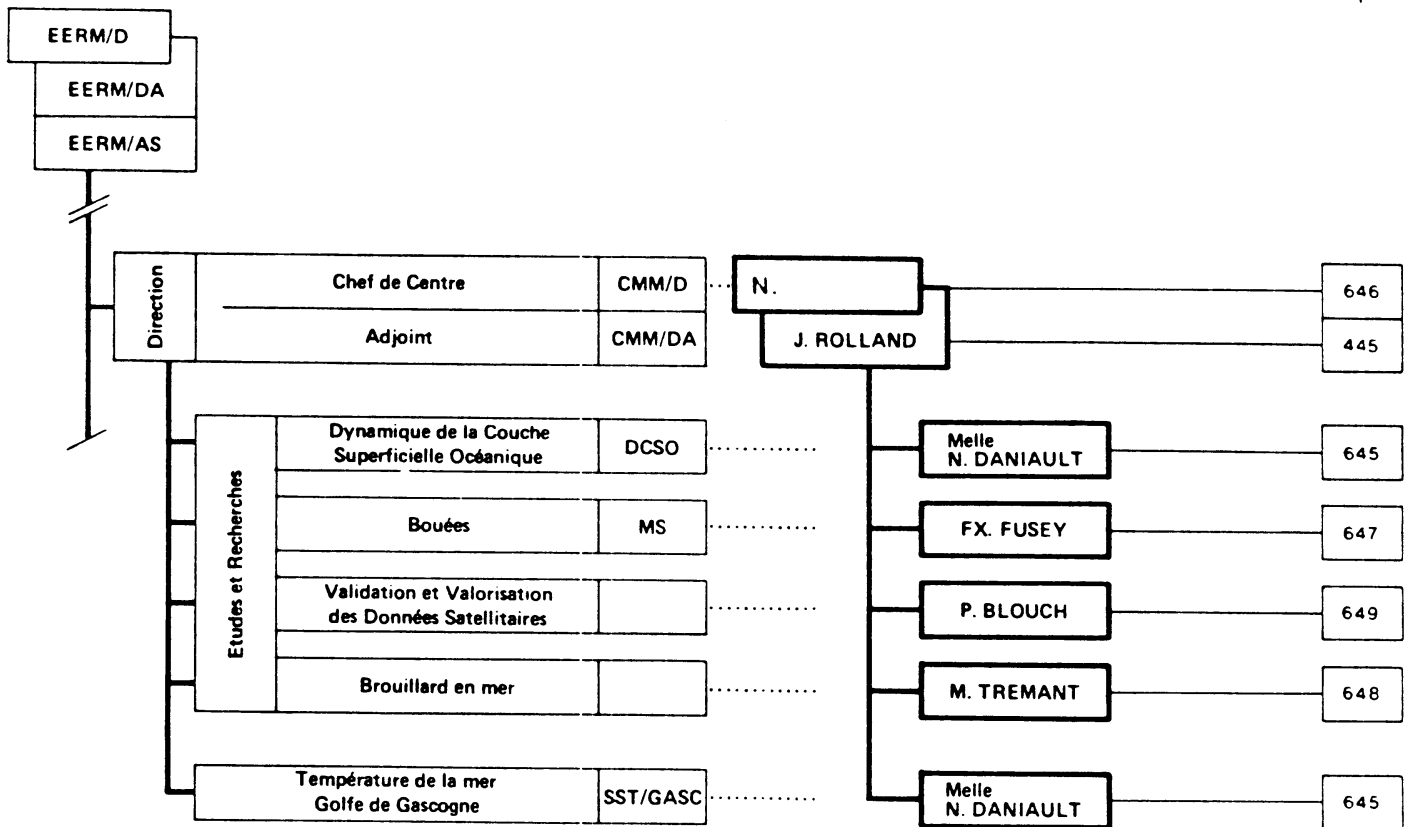 EERM/D
EERM/DA
EERM/AS
Direction
Chef de Centre
CMM/D
N.
646
Adjoint
CMM/DA
J. ROLLAND
445
Etudes et Recherches
Dynamique de la Couche
Superficielle Océanique
DCSO
Melle
N. DANIAULT
645
Bouées
MS
FX. FUSEY
647
Validation et Valorisation
des Données Satellitaires
P. BLOUCH
649
Brouillard en mer
M. TREMANT
648
Température de la mer
Golfe de Gascogne
SST/GASC
Melle
N. DANIAULT
645